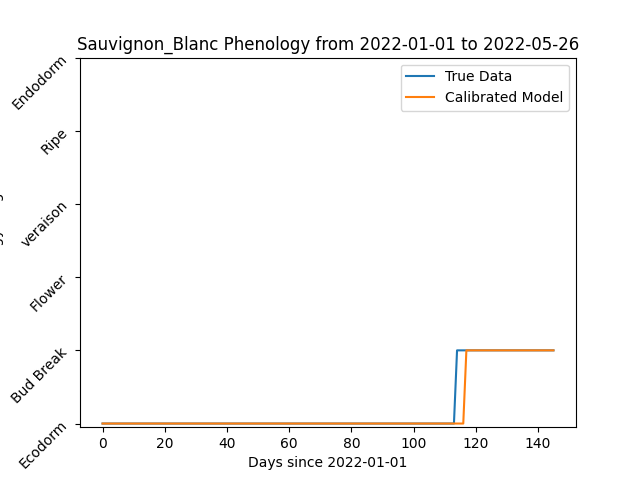 Sauvignon_Blanc Phenology from 2022-01-01 to 2022-05-26
True Data
Calibrated Model
Endodorm
Ripe
veraison
Flower
Bud Break
Ecodorm
0 20 40 60 80 100 120 140
Days since 2022-01-01